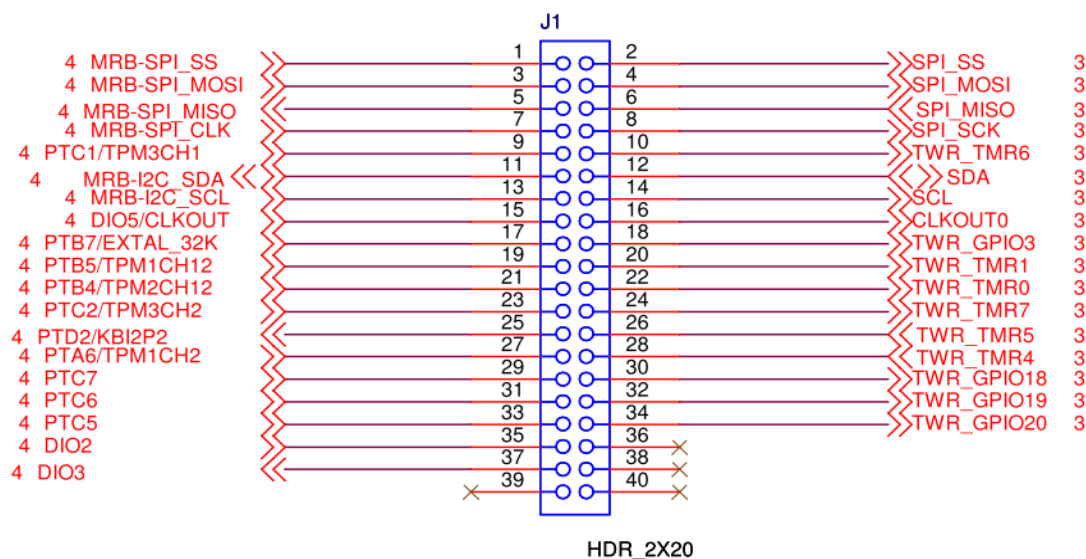 J1
4 MRB-SPI_SS 1 2 SPI_SS 3
4 MRB-SPI_MOSI 3 4 SPI_MOSI 3
4 MRB-SPI_MISO 5 6 SPI_MISO 3
4 MRB-SPI_CLK 7 8 SPI_SCK 3
4 PTC1/TPM3CH1 9 10 TWR_TMR6 3
4 MRB-I2C_SDA 11 12 SDA 3
4 MRB-I2C_SCL 13 14 SCL 3
4 DIO5/CLKOUT 15 16 CLKOUT0 3
4 PTB7/EXTAL_32K 17 18 TWR_GPIO3 3
4 PTB5/TPM1CH12 19 20 TWR_TMR1 3
4 PTB4/TPM2CH12 21 22 TWR_TMR0 3
4 PTC2/TPM3CH2 23 24 TWR_TMR7 3
4 PTD2/KBI2P2 25 26 TWR_TMR5 3
4 PTA6/TPM1CH2 27 28 TWR_TMR4 3
4 PTC7 29 30 TWR_GPIO18 3
4 PTC6 31 32 TWR_GPIO19 3
4 PTC5 33 34 TWR_GPIO20 3
4 DIO2 35 36
4 DIO3 37 38
39 40
HDR_2X20